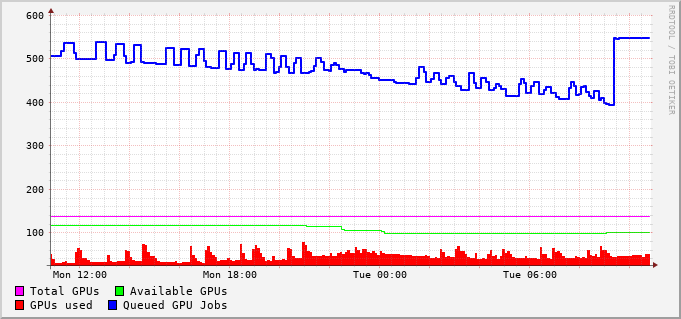 600
500
400
300
200
100
Mon 12:00 Mon 18:00 Tue 00:00 Tue 06:00
Total GPUs Available GPUs
GPUs used Queued GPU Jobs
RRDTOOL / TOBI OETIKER